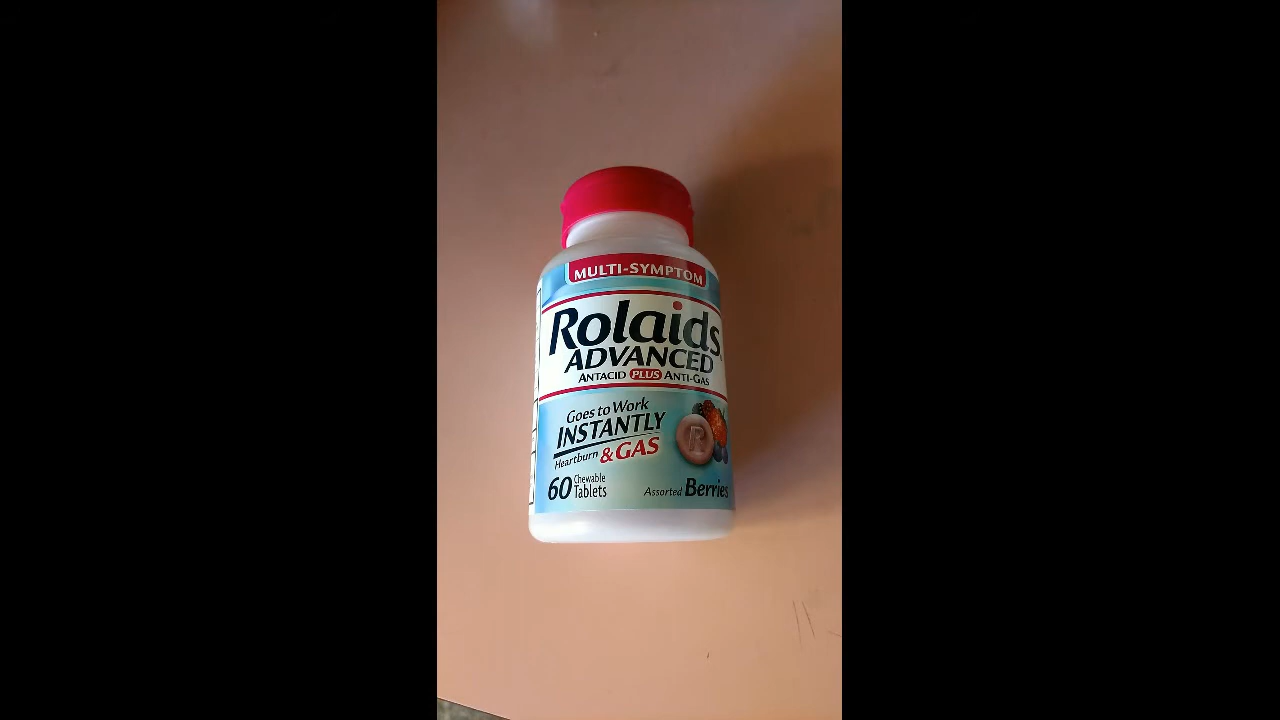 MULTI-SYMPTOM
Rolaids
ADVANCED
ANTACID PLUS ANTI-GAS
Goes to Work
INSTANTLY
Heartburn & GAS
60 Chewable Tablets
Assorted Berries
R